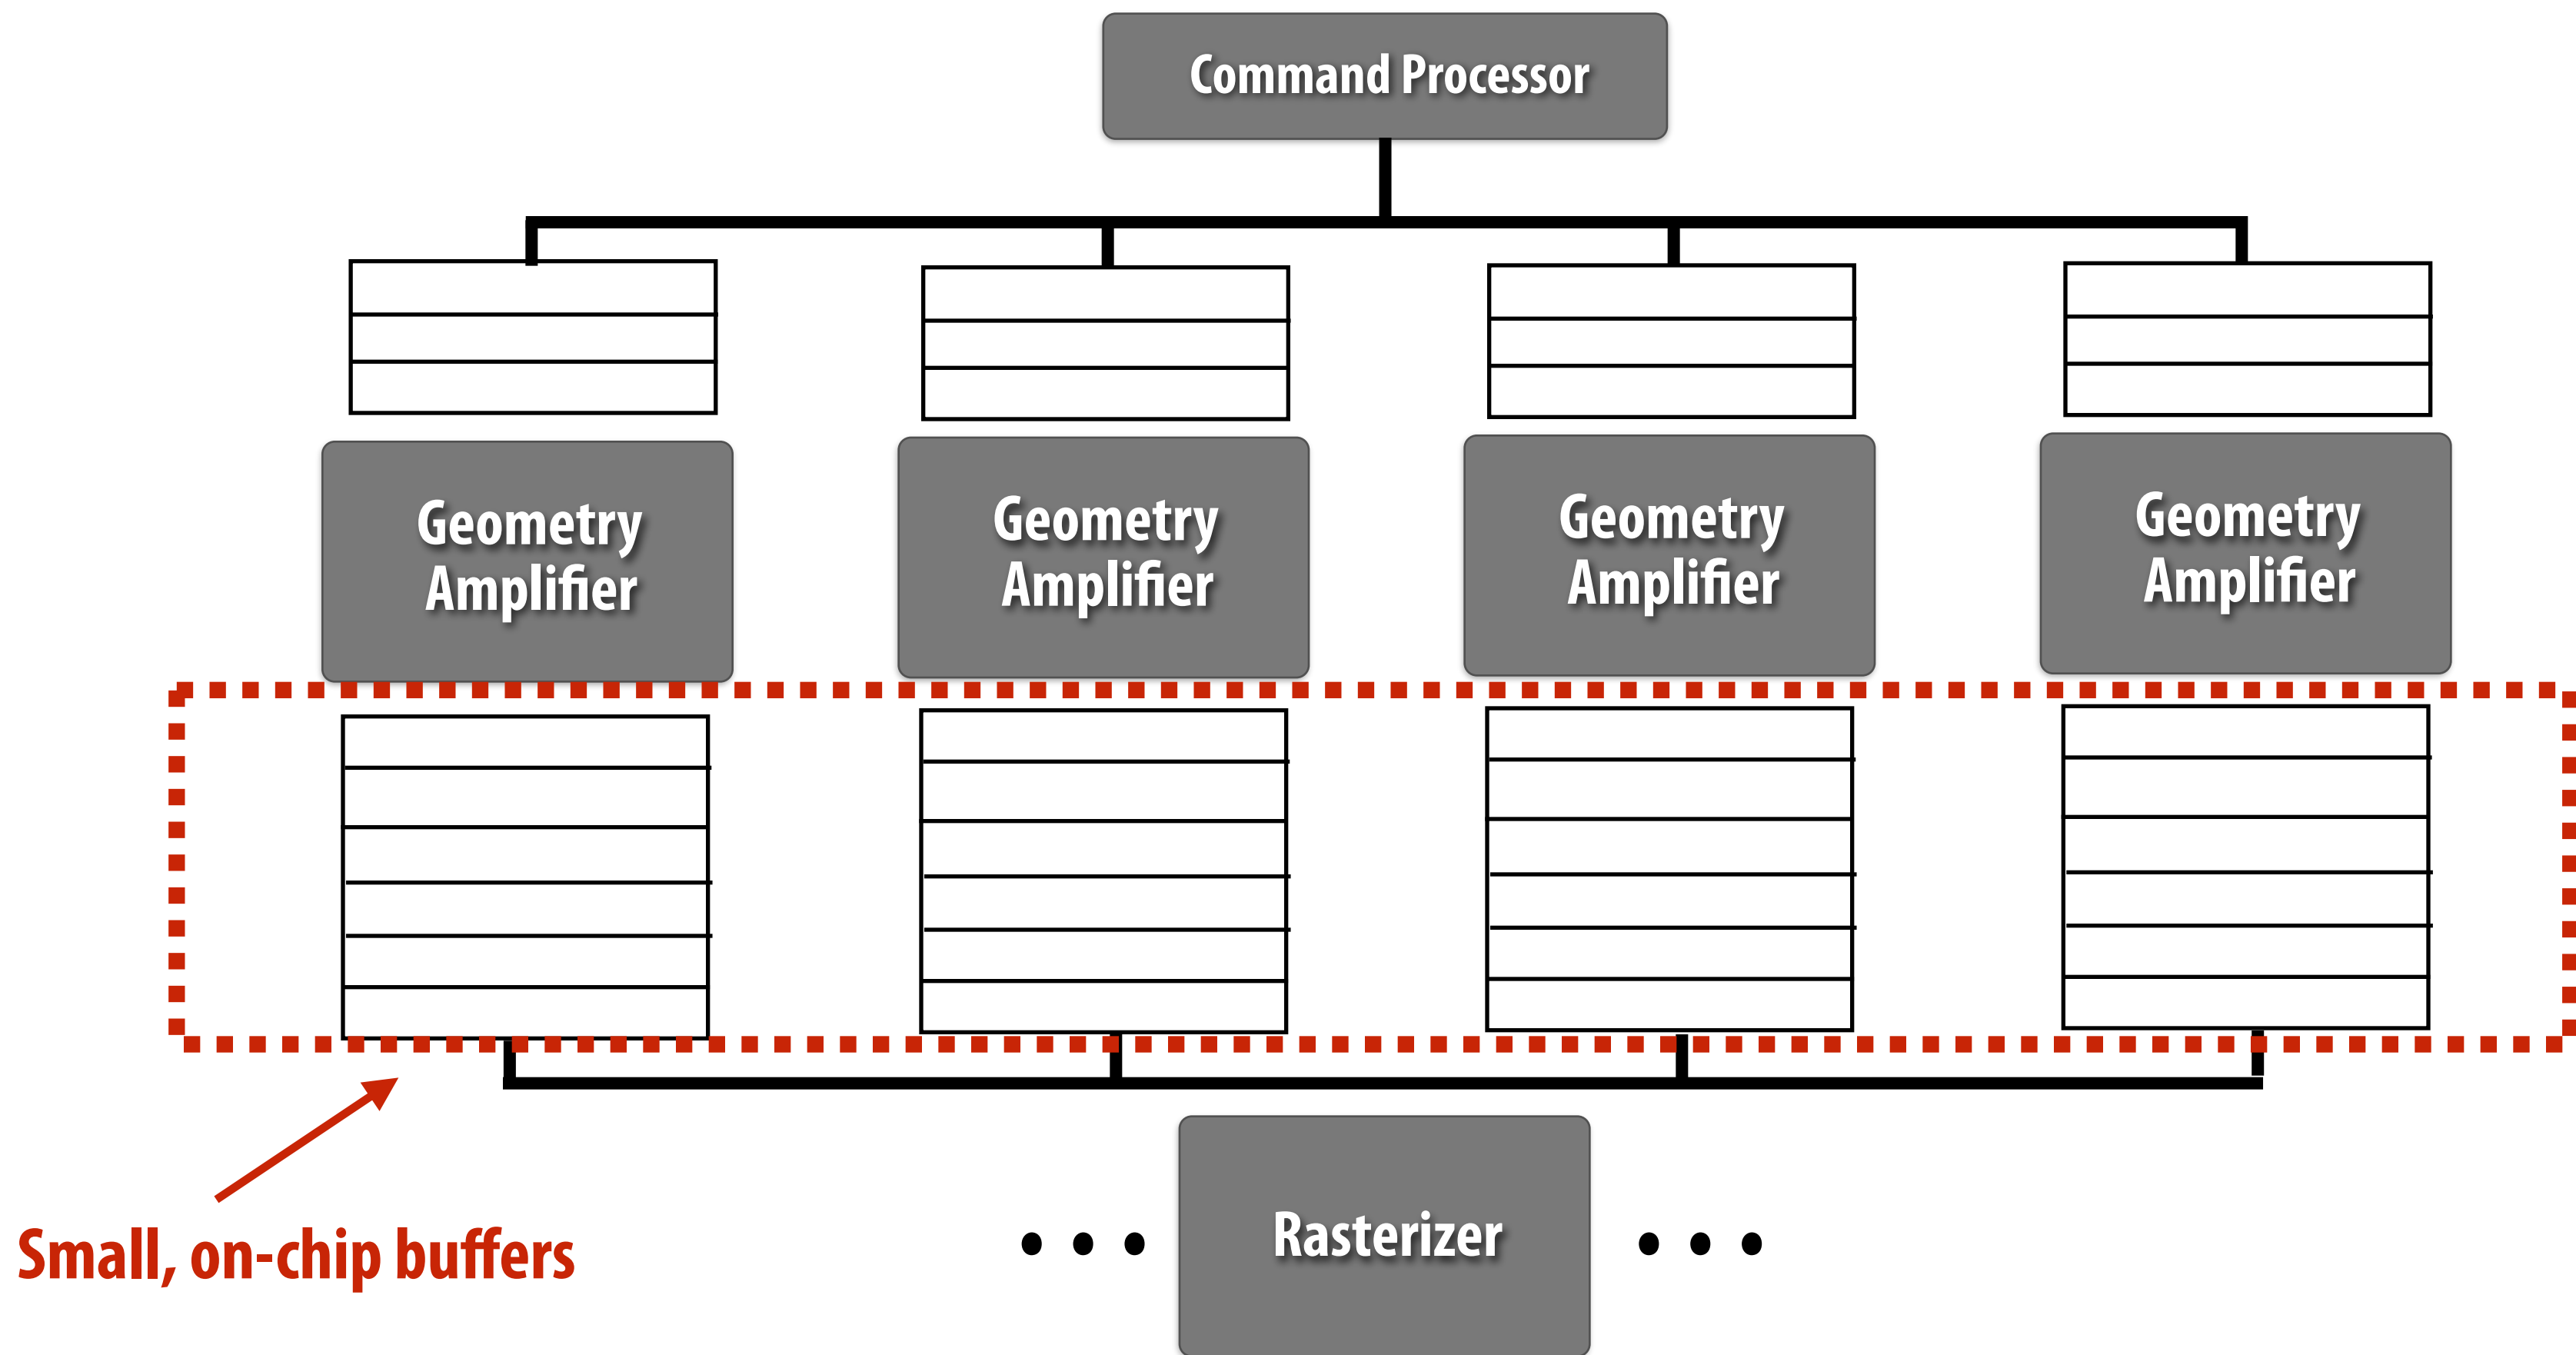 Command Processor
Geometry
Amplifier
Geometry
Amplifier
Geometry
Amplifier
Geometry
Amplifier
Small, on-chip buffers
Rasterizer